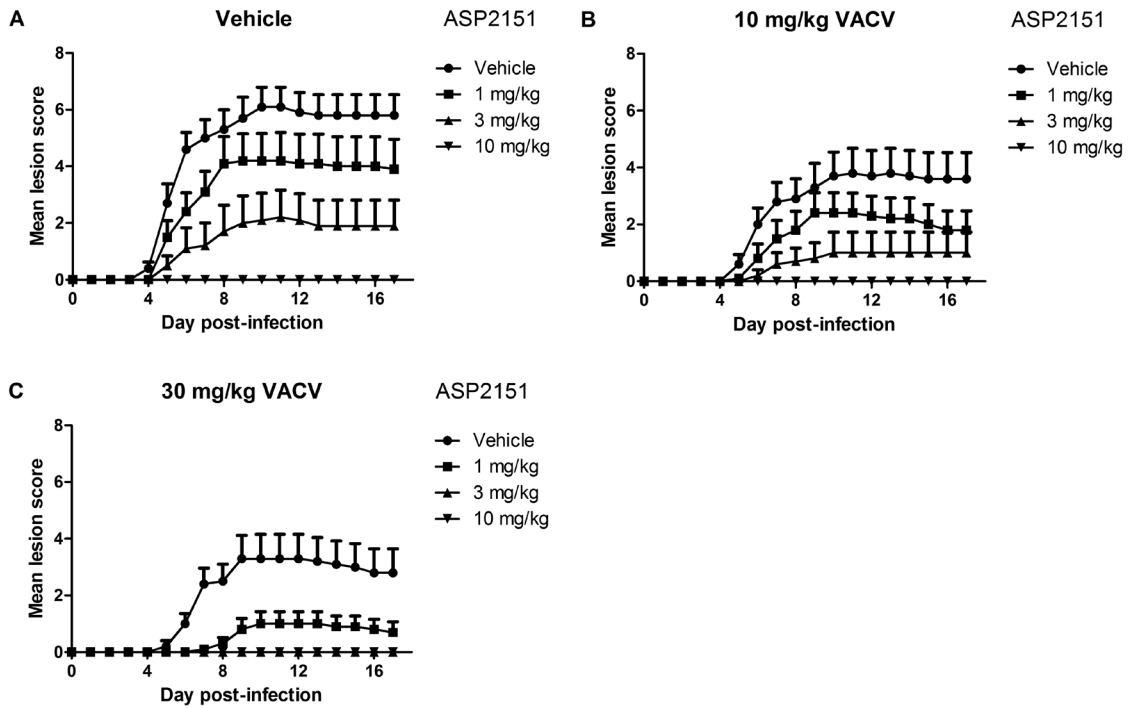 A
Vehicle
ASP2151
Mean lesion score
8
6
4
2
0
0 4 8 12 16
Day post-infection
Vehicle
1 mg/kg
3 mg/kg
10 mg/kg
B
10 mg/kg VACV
ASP2151
Mean lesion score
8
6
4
2
0
0 4 8 12 16
Day post-infection
Vehicle
1 mg/kg
3 mg/kg
10 mg/kg
C
30 mg/kg VACV
ASP2151
Mean lesion score
8
6
4
2
0
0 4 8 12 16
Day post-infection
Vehicle
1 mg/kg
3 mg/kg
10 mg/kg